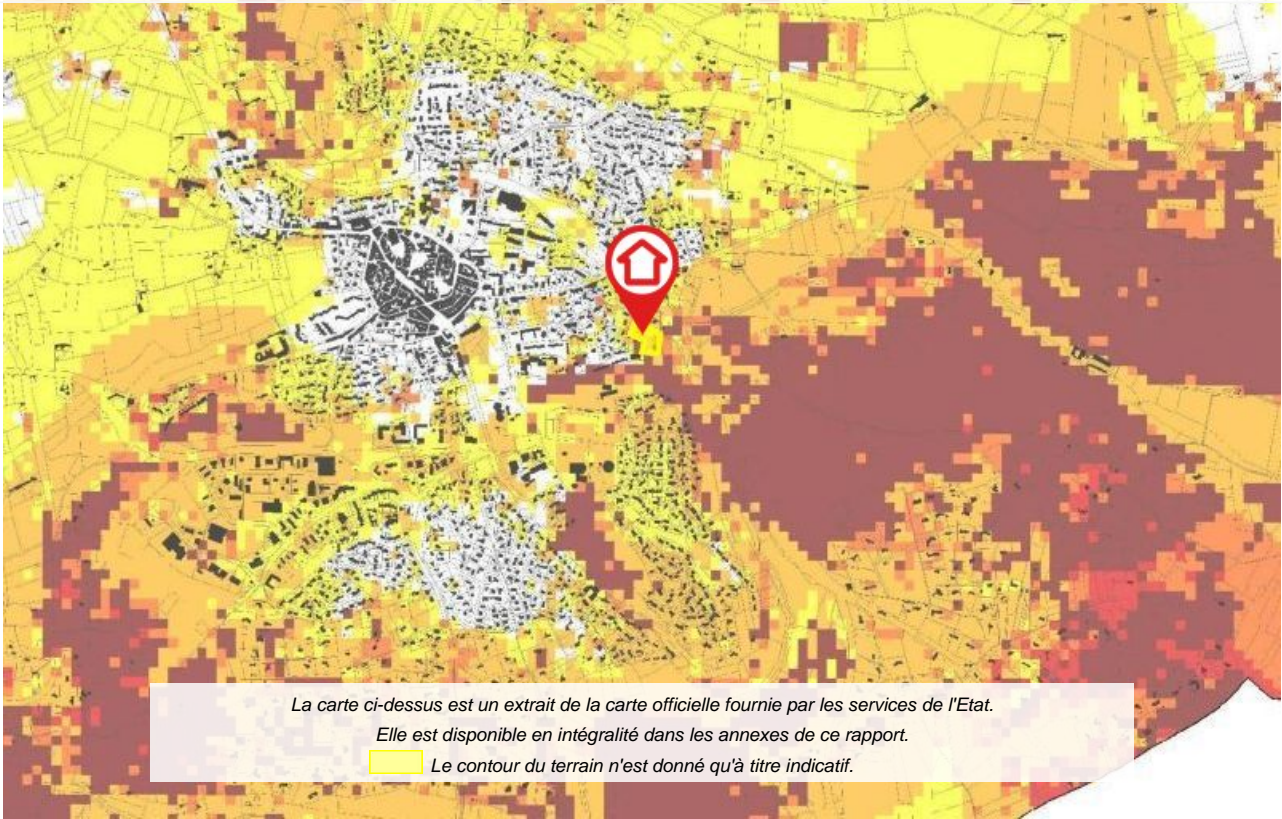 La carte ci-dessus est un extrait de la carte officielle fournie par les services de l'Etat.
Elle est disponible en intégralité dans les annexes de ce rapport.
Le contour du terrain n'est donné qu'à titre indicatif.